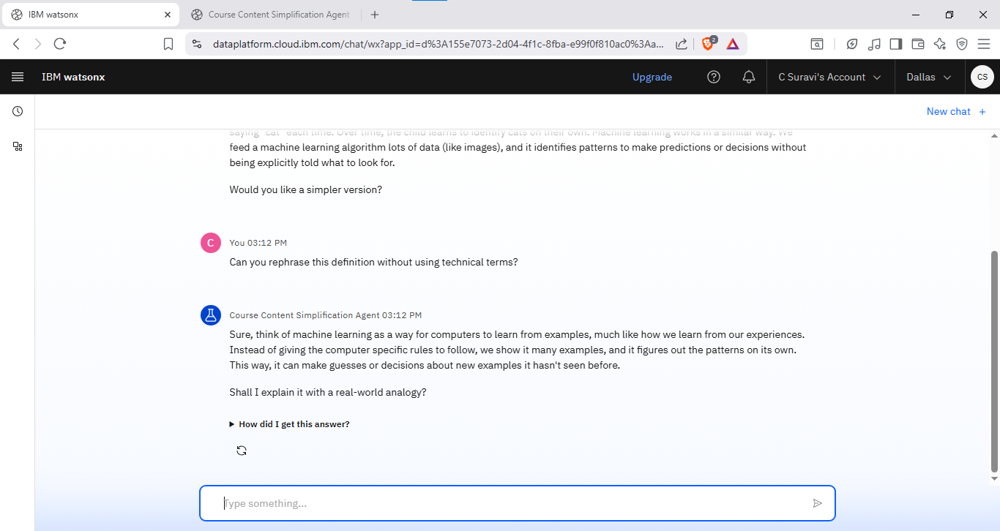 IBM watsonx
Course Content Simplification Agent
dataplatform.cloud.ibm.com/chat/wx?app_id=d%3A155e7073-2d04-4f1c-8fba-e99f0f810ac0%3Aa...
2
IBM watsonx
Upgrade
C Suravi's Account
Dallas
CS
New chat +
saying "cat" each time. Over time, the child learns to identify cats on their own. Machine learning works in a similar way. We
feed a machine learning algorithm lots of data (like images), and it identifies patterns to make predictions or decisions without
being explicitly told what to look for.
Would you like a simpler version?
C
You 03:12 PM
Can you rephrase this definition without using technical terms?
Course Content Simplification Agent 03:12 PM
Sure, think of machine learning as a way for computers to learn from examples, much like how we learn from our experiences.
Instead of giving the computer specific rules to follow, we show it many examples, and it figures out the patterns on its own.
This way, it can make guesses or decisions about new examples it hasn't seen before.
Shall I explain it with a real-world analogy?
How did I get this answer?
Type something...